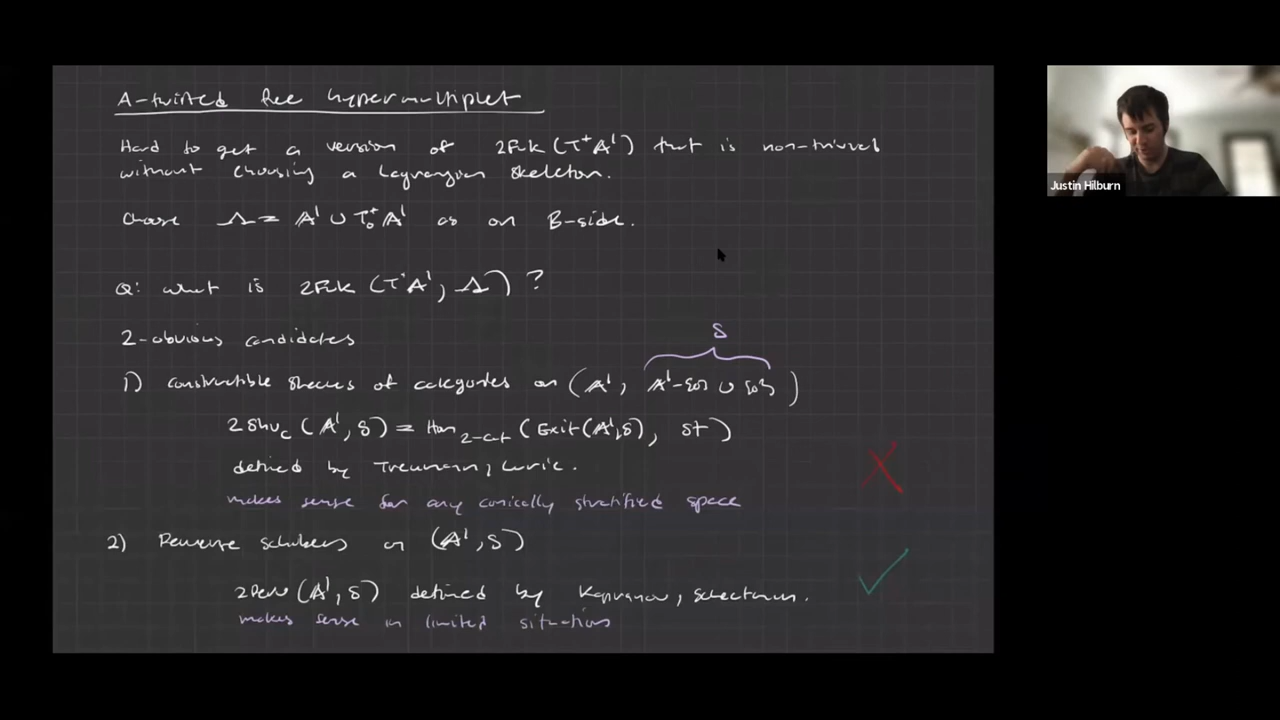 A-twisted free hypermultiplet
Hard to get a version of 2Fuk(T*A¹) that is non-trivial
without choosing a Lagrangian skeleton.
Choose Λ = A¹ ∪ T₀*A¹ as on B-side.
Q: what is 2Fuk(T*A¹, Λ)?
2-obvious candidates
S
1) constructible sheaves of categories on (A¹, A¹-{0} ∪ {0})
2Shv_c(A¹, S) = Hom_2-cat(Exit(A¹,S), St)
defined by Treumann, Lurie.
makes sense for any conically stratified space
2) Perverse schobers on (A¹, S)
2Perv(A¹, S) defined by Kapranov, Schechtman.
makes sense in limited situations
Justin Hilburn